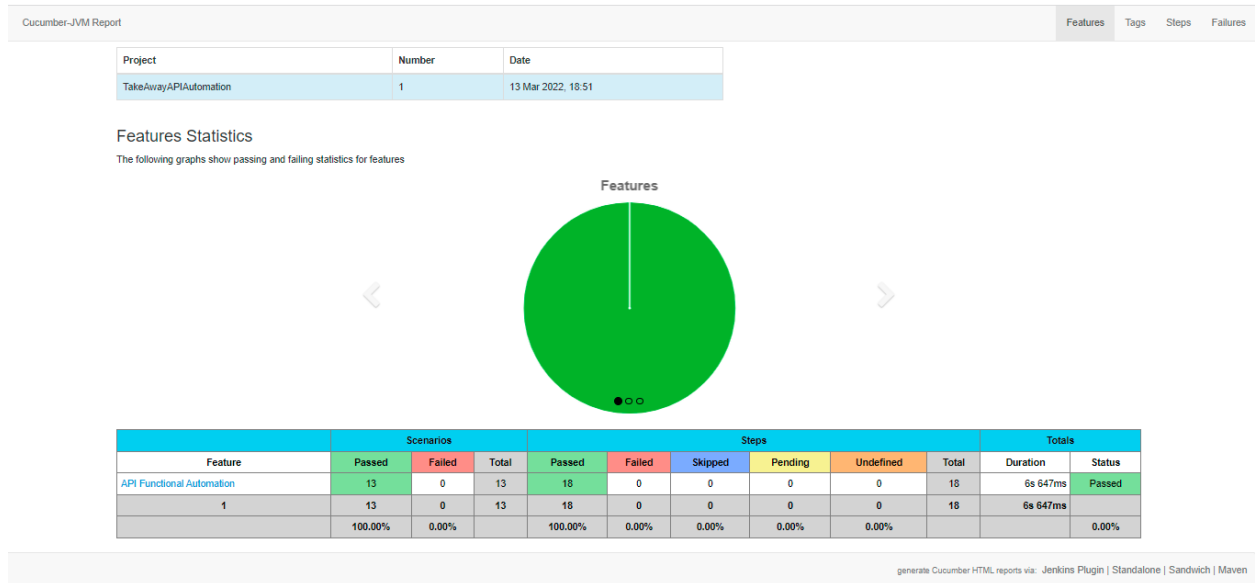 Cucumber-JVM Report Features Tags Steps Failures
Project Number Date
TakeAwayAPIAutomation 1 13 Mar 2022, 18:51
Features Statistics
The following graphs show passing and failing statistics for features
Features
Scenarios Steps Totals
Feature Passed Failed Total Passed Failed Skipped Pending Undefined Total Duration Status
API Functional Automation 13 0 13 18 0 0 0 0 18 6s 647ms Passed
1 13 0 13 18 0 0 0 0 18 6s 647ms
100.00% 0.00% 100.00% 0.00% 0.00% 0.00% 0.00% 0.00%
generate Cucumber HTML reports via: Jenkins Plugin | Standalone | Sandwich | Maven